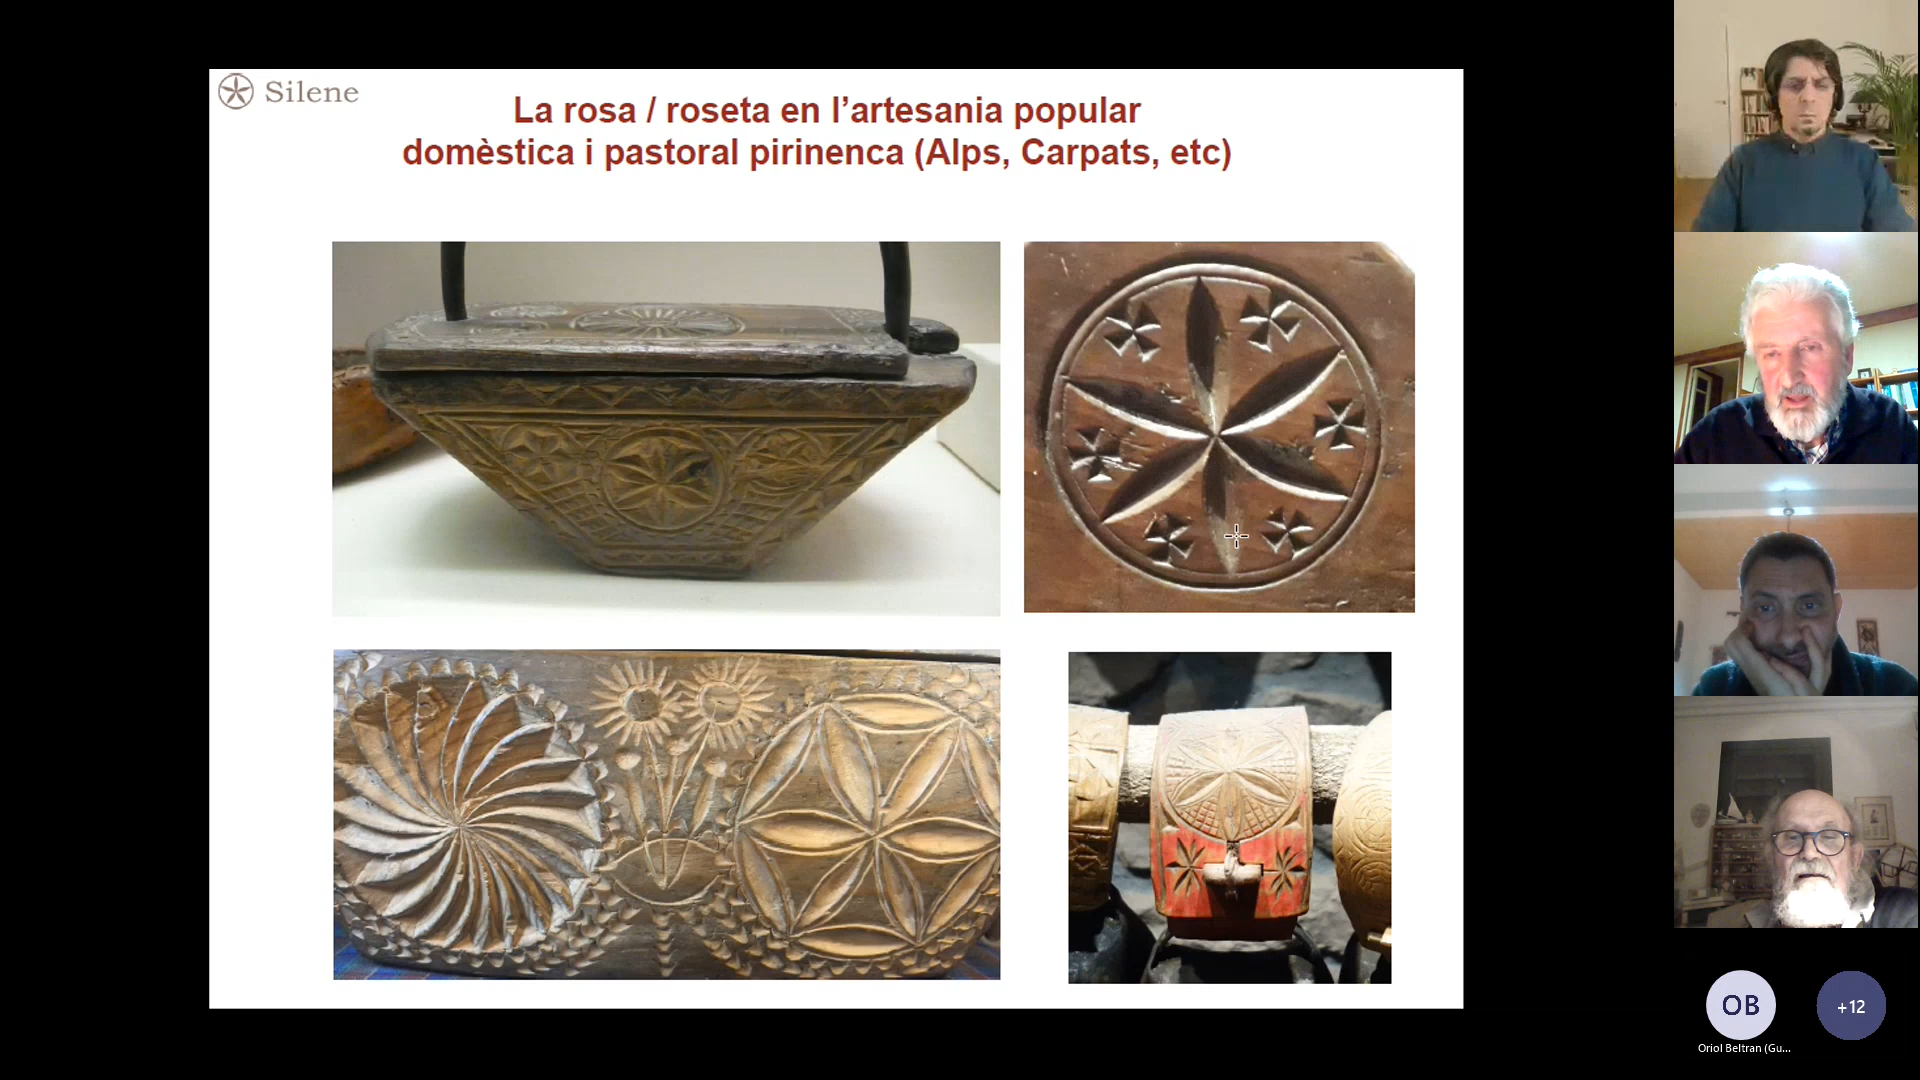 Silene
La rosa / roseta en l’artesania popular
domèstica i pastoral pirinenca (Alps, Carpats, etc)
OB
+12
Oriol Beltran (Gu...